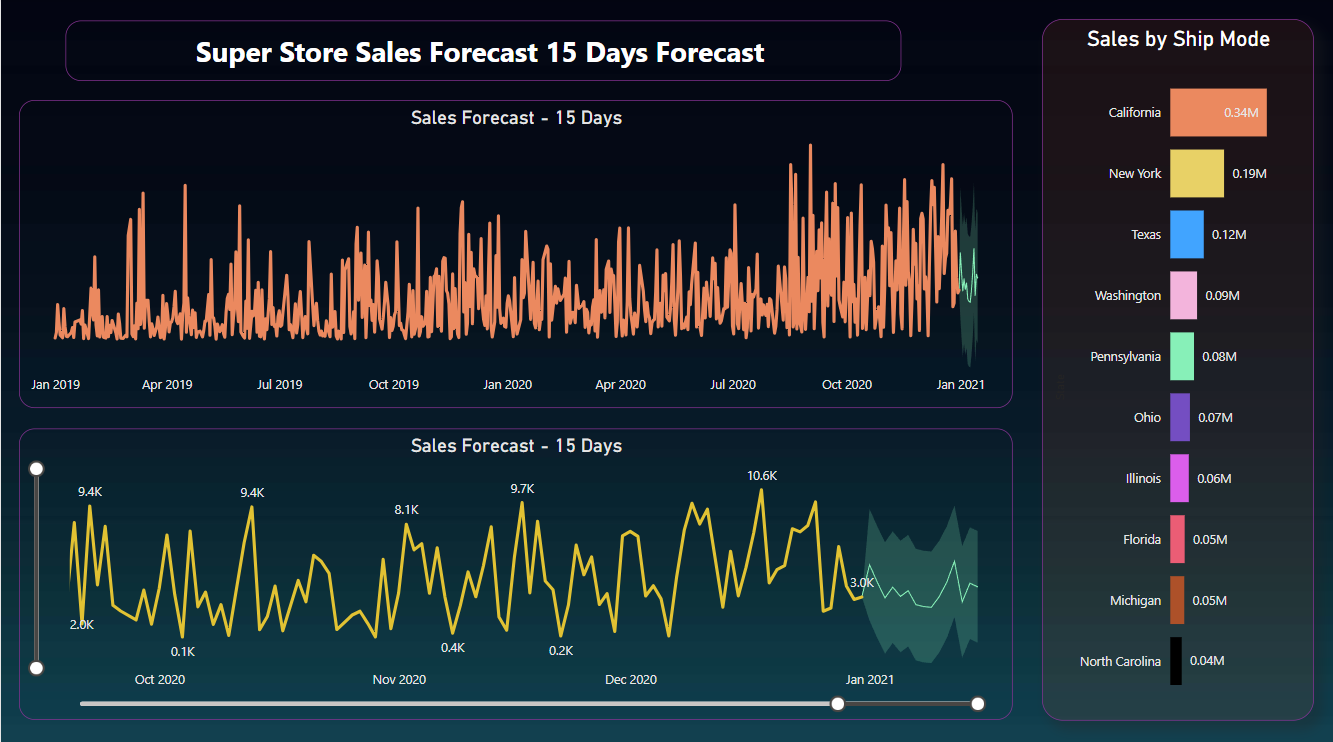 Super Store Sales Forecast 15 Days Forecast
Sales Forecast - 15 Days
Jan 2019 Apr 2019 Jul 2019 Oct 2019 Jan 2020 Apr 2020 Jul 2020 Oct 2020 Jan 2021
Sales Forecast - 15 Days
10.6K
9.4K 9.4K 9.7K
8.1K
3.0K
2.0K
0.1K 0.4K 0.2K
Oct 2020 Nov 2020 Dec 2020 Jan 2021
Sales by Ship Mode
California 0.34M
New York 0.19M
Texas 0.12M
Washington 0.09M
Pennsylvania 0.08M
Ohio 0.07M
Illinois 0.06M
Florida 0.05M
Michigan 0.05M
North Carolina 0.04M